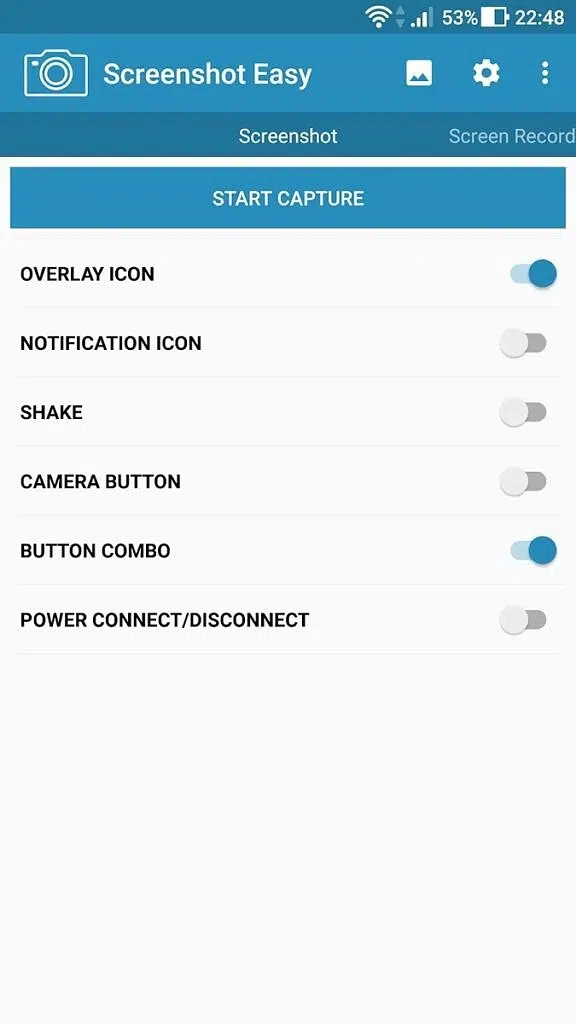 53% 22:48
Screenshot Easy
Screenshot Screen Record
START CAPTURE
OVERLAY ICON
NOTIFICATION ICON
SHAKE
CAMERA BUTTON
BUTTON COMBO
POWER CONNECT/DISCONNECT